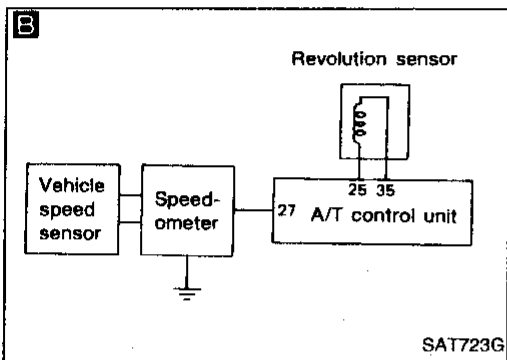 B
Revolution sensor
Vehicle
speed
sensor
Speed-
ometer
25 35
27 A/T control unit
SAT723G